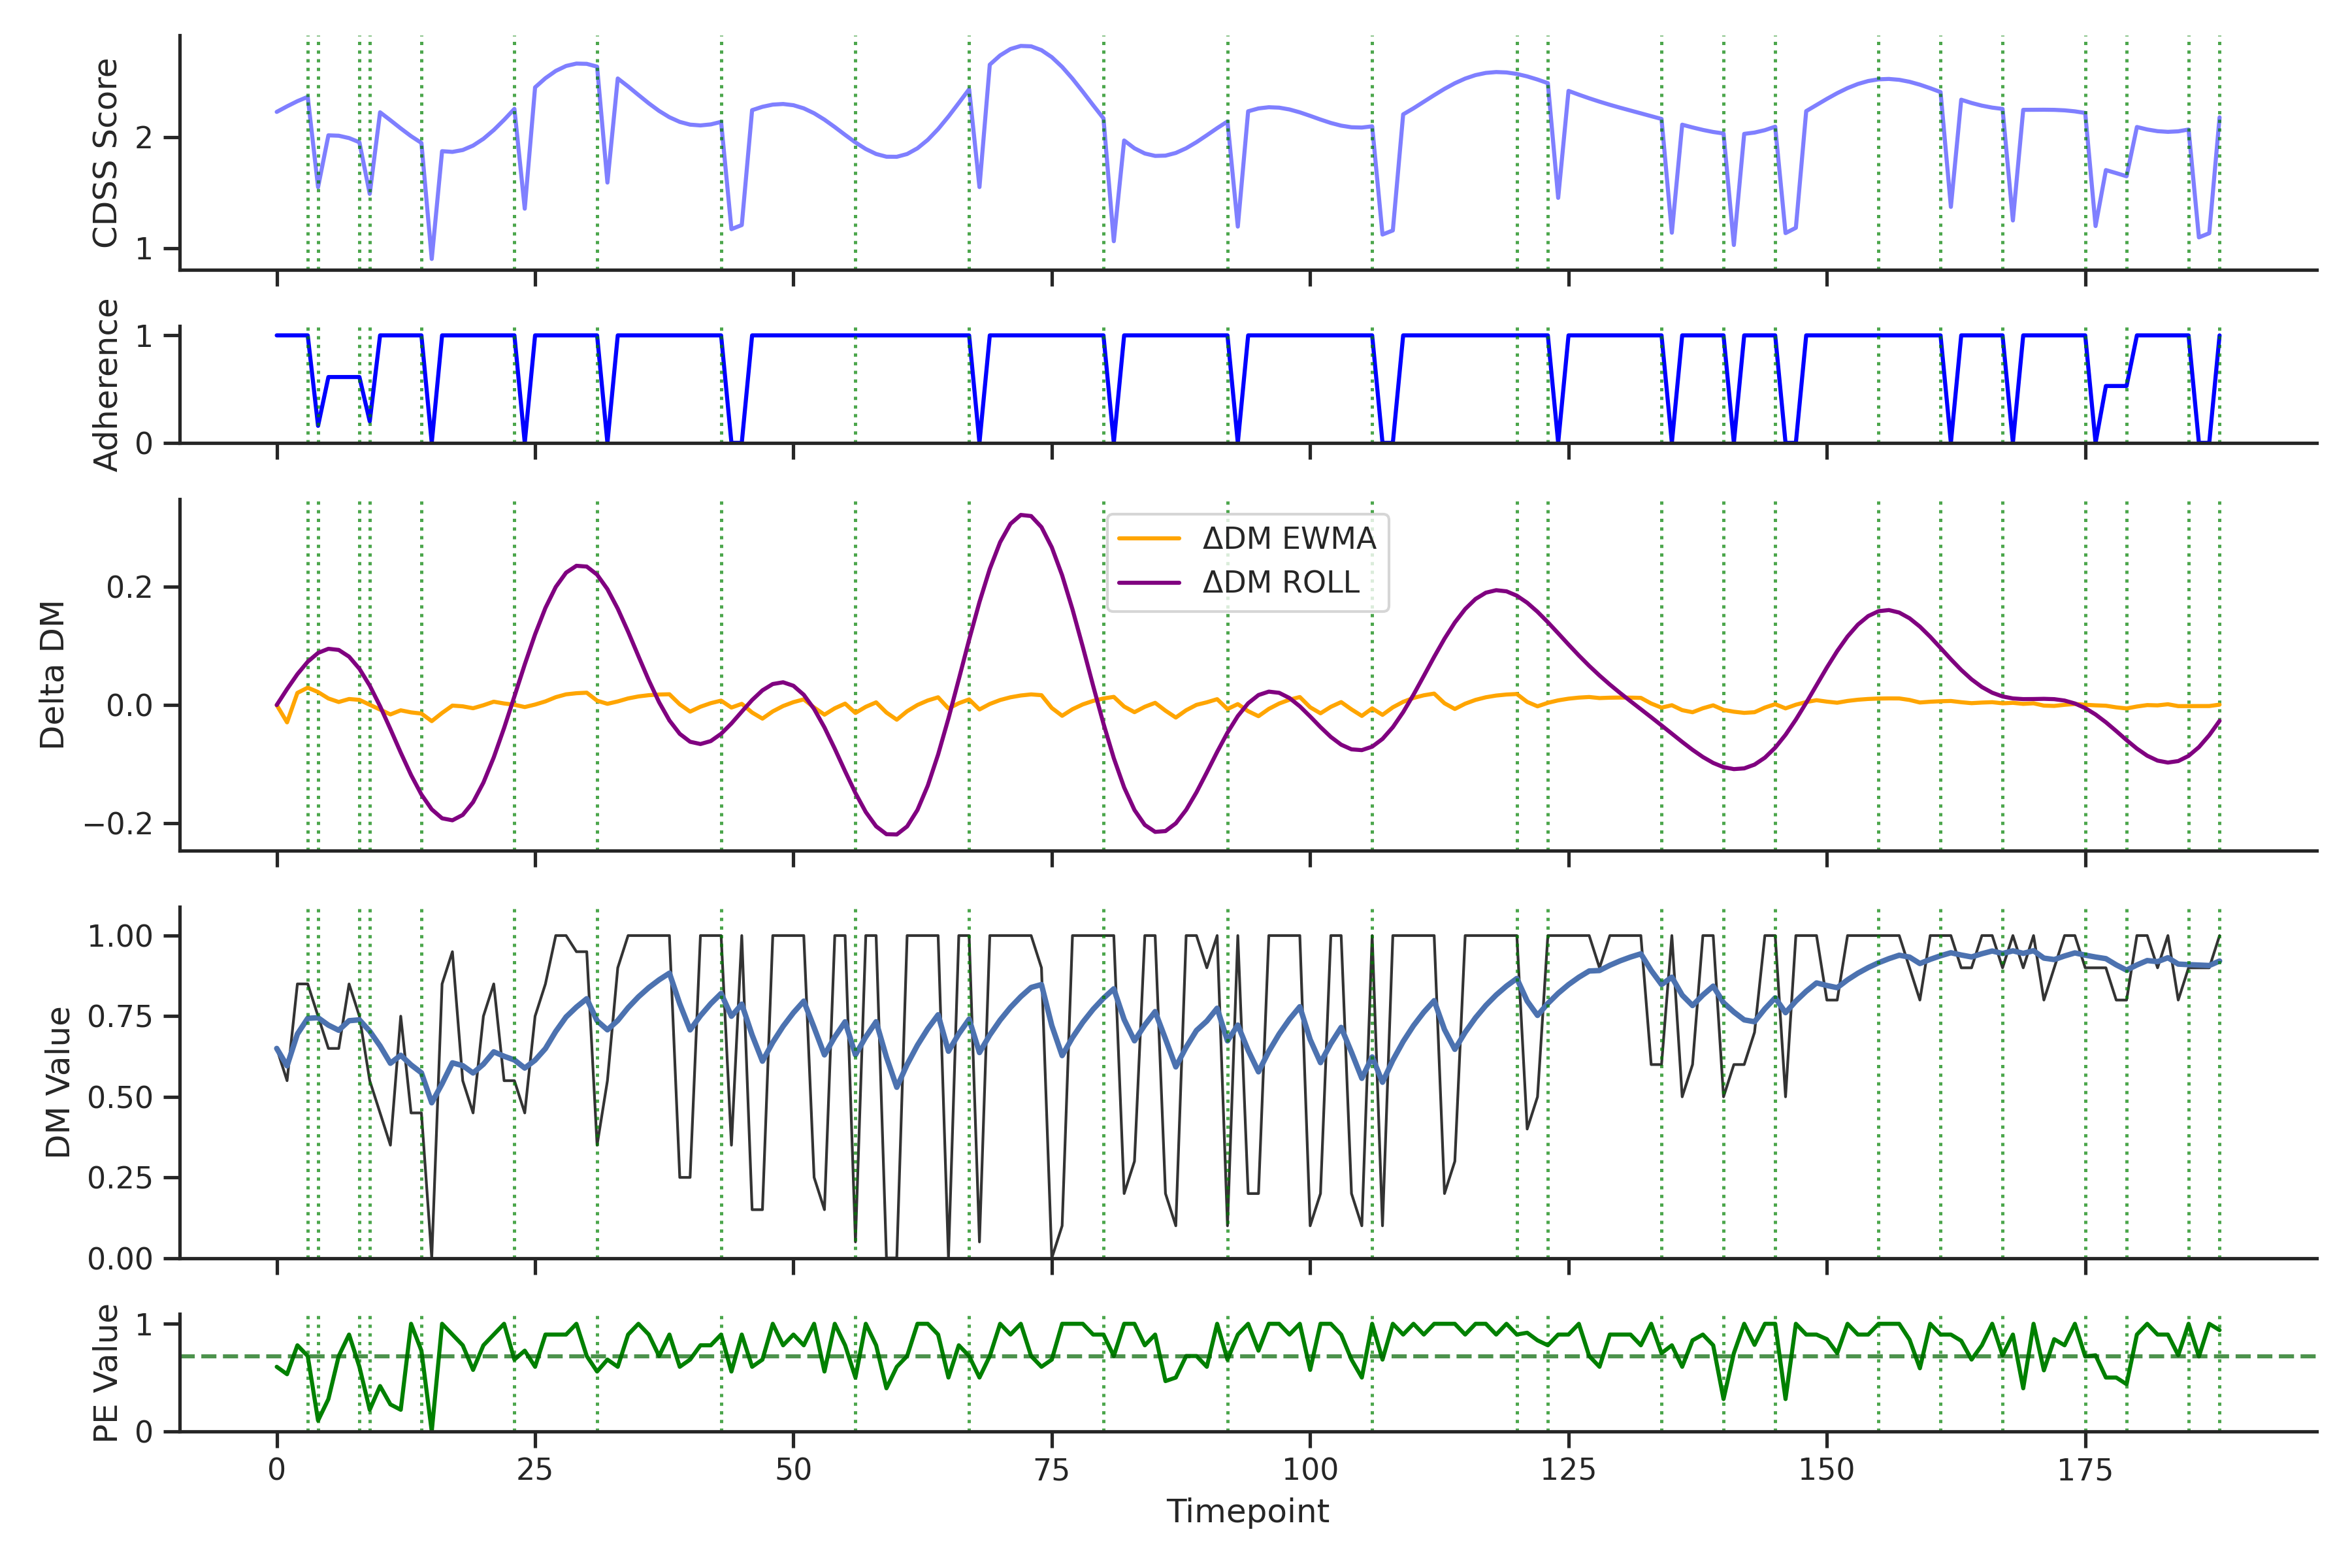 CDSS Score
2
1
Adherence
1
0
Delta DM
0.2
0.0
−0.2
ΔDM EWMA
ΔDM ROLL
DM Value
1.00
0.75
0.50
0.25
0.00
PE Value
1
0
0 25 50 75 100 125 150 175
Timepoint